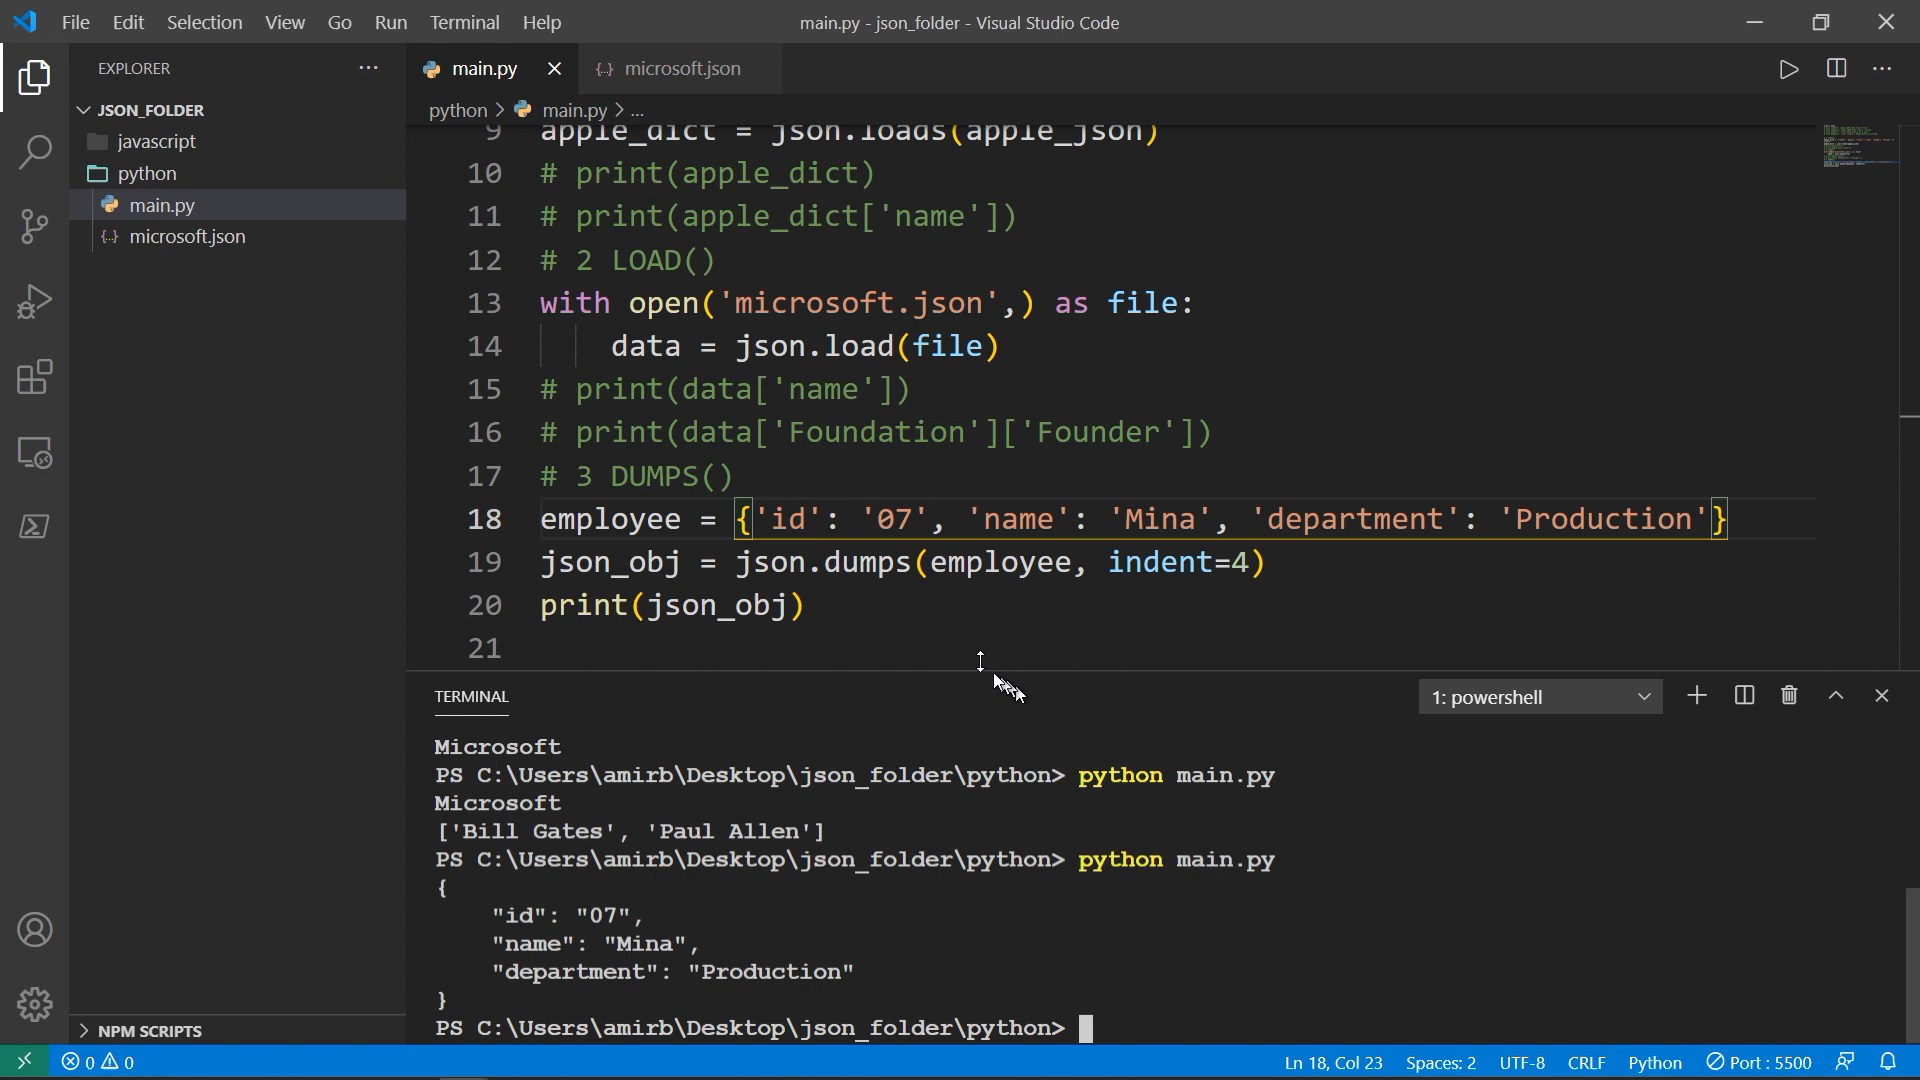 File Edit Selection View Go Run Terminal Help main.py - json_folder - Visual Studio Code
EXPLORER
JSON_FOLDER
javascript
python
main.py
microsoft.json
NPM SCRIPTS
main.py microsoft.json
python > main.py > ...
9 apple_dict = json.loads(apple_json)
10 # print(apple_dict)
11 # print(apple_dict['name'])
12 # 2 LOAD()
13 with open('microsoft.json',) as file:
14 data = json.load(file)
15 # print(data['name'])
16 # print(data['Foundation']['Founder'])
17 # 3 DUMPS()
18 employee = {'id': '07', 'name': 'Mina', 'department': 'Production'}
19 json_obj = json.dumps(employee, indent=4)
20 print(json_obj)
21
TERMINAL 1: powershell
Microsoft
PS C:\Users\amirb\Desktop\json_folder\python> python main.py
Microsoft
['Bill Gates', 'Paul Allen']
PS C:\Users\amirb\Desktop\json_folder\python> python main.py
{
"id": "07",
"name": "Mina",
"department": "Production"
}
PS C:\Users\amirb\Desktop\json_folder\python>
0 0 Ln 18, Col 23 Spaces: 2 UTF-8 CRLF Python Port : 5500